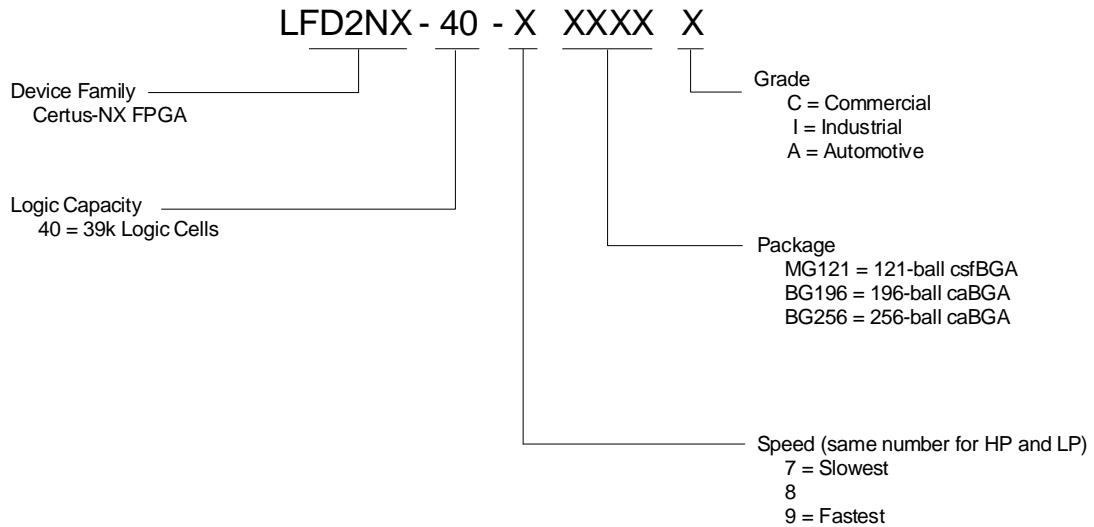 LFD2NX - 40 - X XXXX X
Device Family
Certus-NX FPGA
Logic Capacity
40 = 39k Logic Cells
Grade
C = Commercial
I = Industrial
A = Automotive
Package
MG121 = 121-ball csfBGA
BG196 = 196-ball caBGA
BG256 = 256-ball caBGA
Speed (same number for HP and LP)
7 = Slowest
8
9 = Fastest